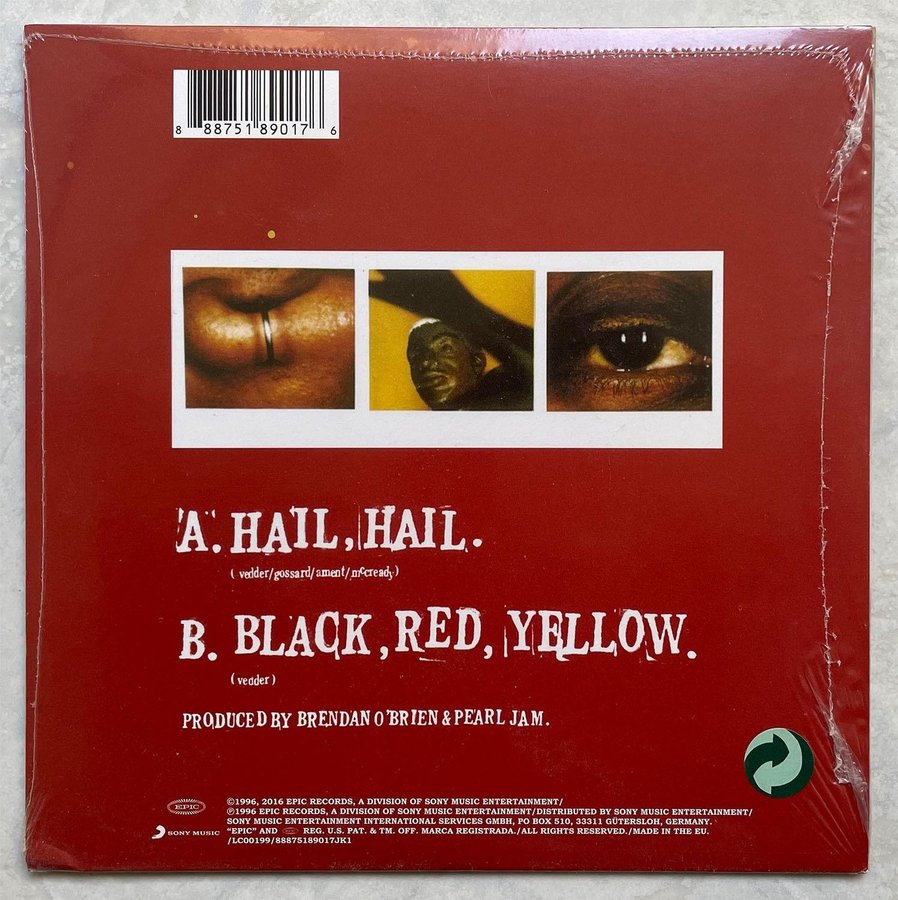 8 88751 89017 6
A. HAIL, HAIL.
( vedder/gossard/ament/mccready)
B. BLACK, RED, YELLOW.
( vedder )
PRODUCED BY BRENDAN O'BRIEN & PEARL JAM.
EPIC
SONY MUSIC
©1996, 2016 EPIC RECORDS, A DIVISION OF SONY MUSIC ENTERTAINMENT/
℗1996 EPIC RECORDS, A DIVISION OF SONY MUSIC ENTERTAINMENT/DISTRIBUTED BY SONY MUSIC ENTERTAINMENT/
SONY MUSIC ENTERTAINMENT INTERNATIONAL SERVICES GMBH, PO BOX 510, 33311 GÜTERSLOH, GERMANY.
"EPIC" AND EPIC REG. U.S. PAT. & TM. OFF. MARCA REGISTRADA./ALL RIGHTS RESERVED./MADE IN THE EU.
/LC00199/88875189017JK1